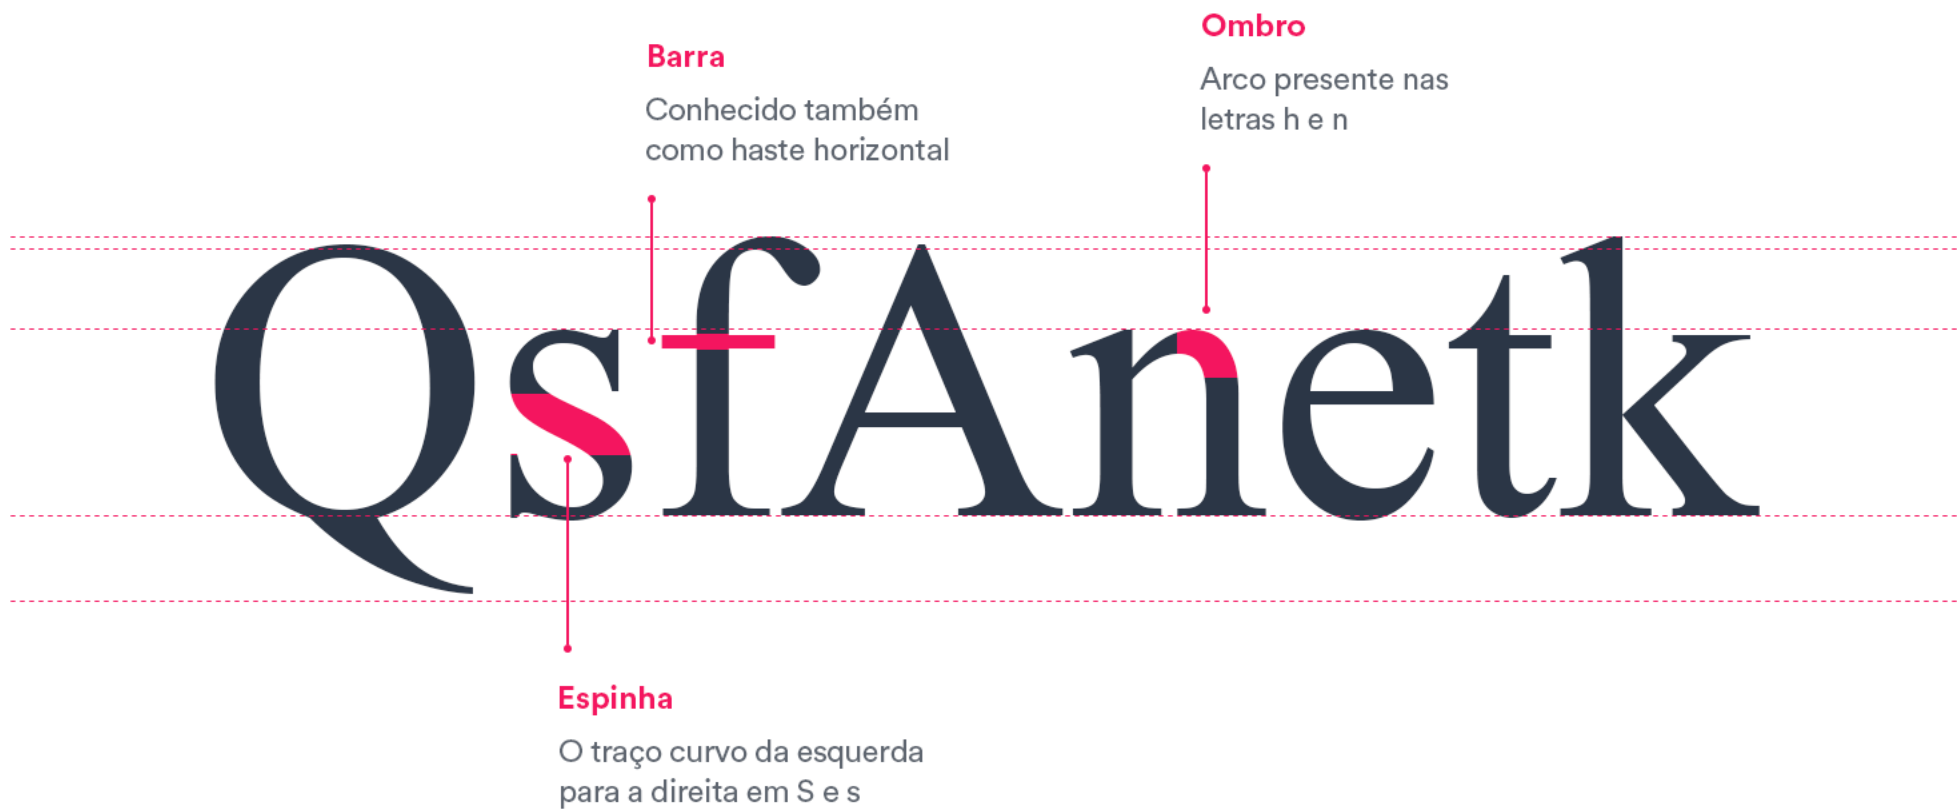 Ombro
Arco presente nas
letras h e n
Barra
Conhecido também
como haste horizontal
QsfAnetk
Espinha
O traço curvo da esquerda
para a direita em S e s